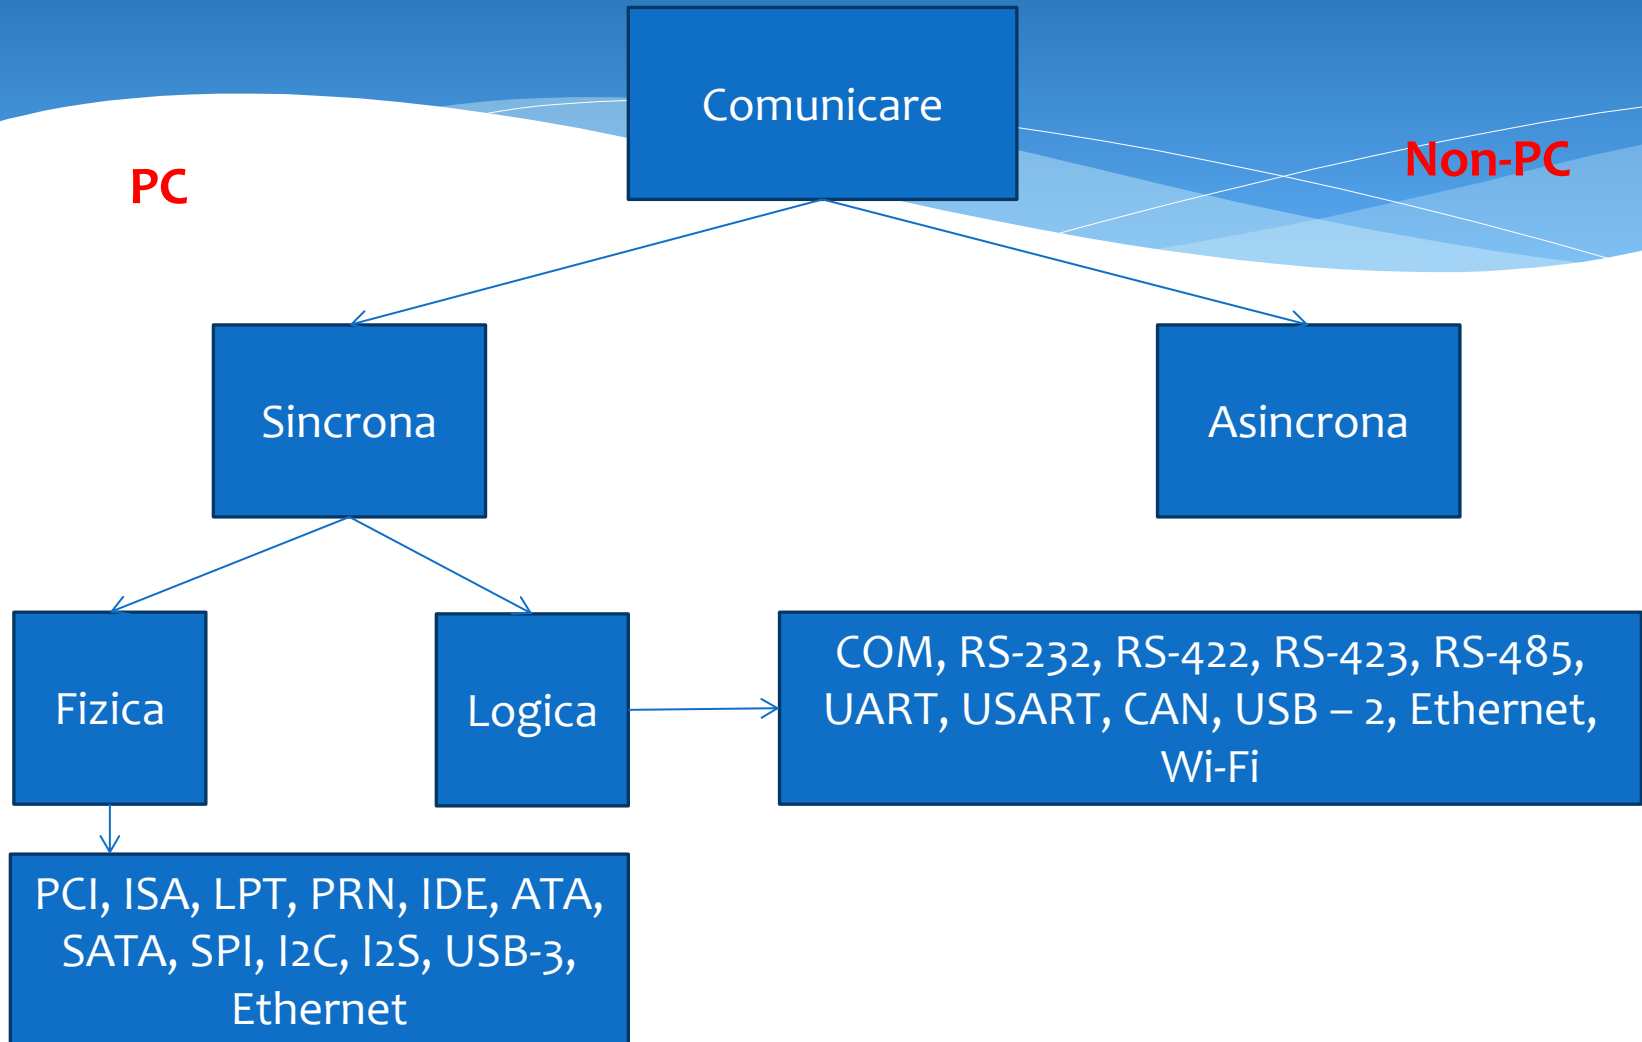 Comunicare
PC
Non-PC
Sincrona
Asincrona
Fizica
Logica
COM, RS-232, RS-422, RS-423, RS-485,
UART, USART, CAN, USB – 2, Ethernet,
Wi-Fi
PCI, ISA, LPT, PRN, IDE, ATA,
SATA, SPI, I2C, I2S, USB-3,
Ethernet